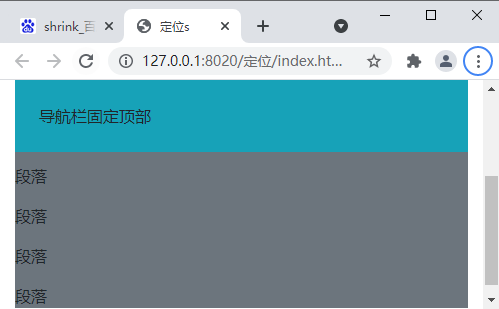 shrink_百
定位s
127.0.0.1:8020/定位/index.ht...
导航栏固定顶部
段落
段落
段落
段落